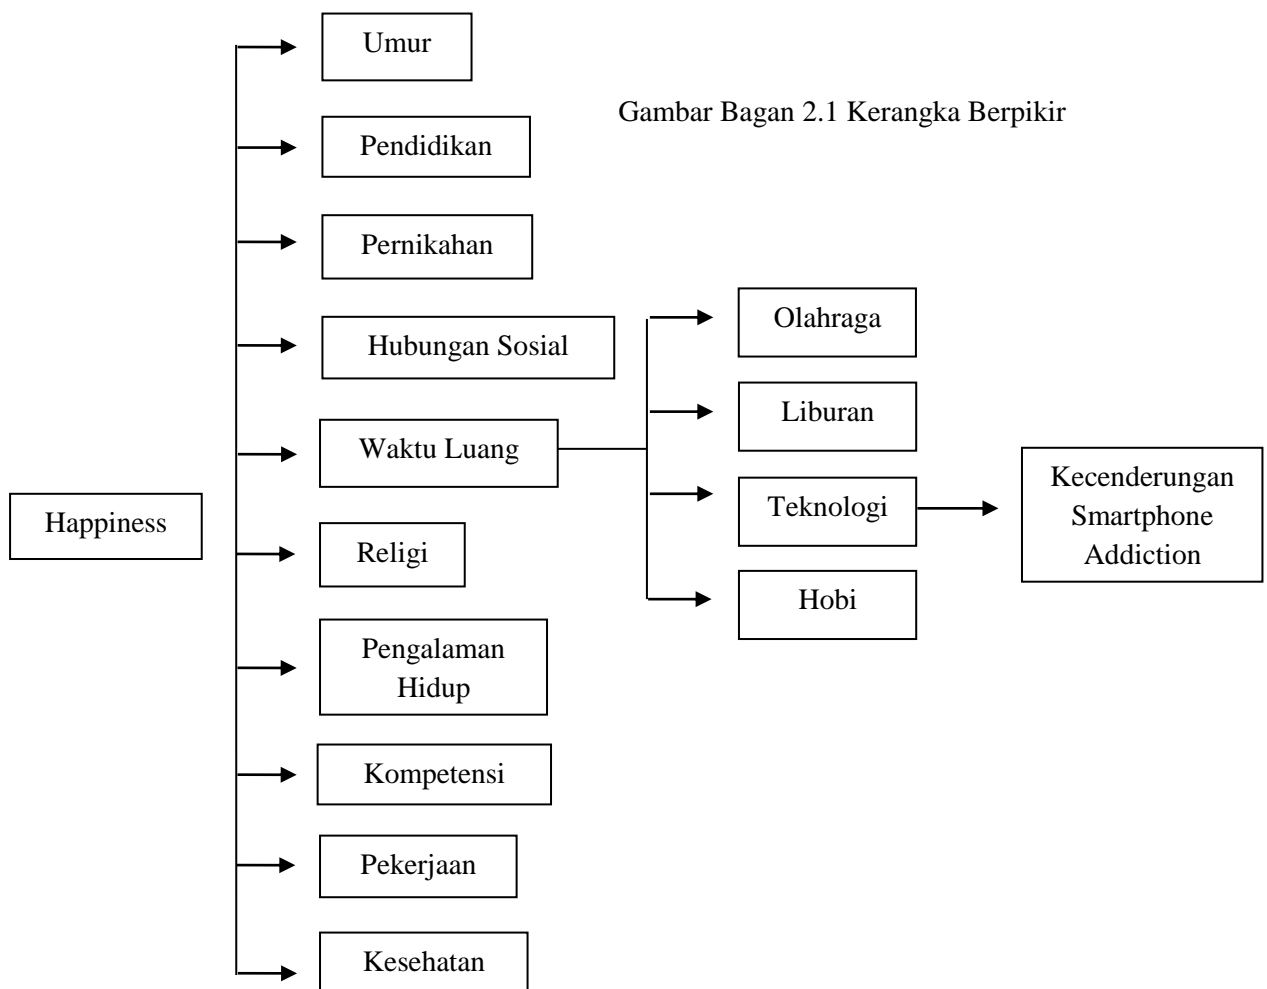 Umur
Gambar Bagan 2.1 Kerangka Berpikir
Pendidikan
Pernikahan
Hubungan Sosial
Waktu Luang
Olahraga
Liburan
Teknologi
Hobi
Kecenderungan
Smartphone
Addiction
Happiness
Religi
Pengalaman
Hidup
Kompetensi
Pekerjaan
Kesehatan